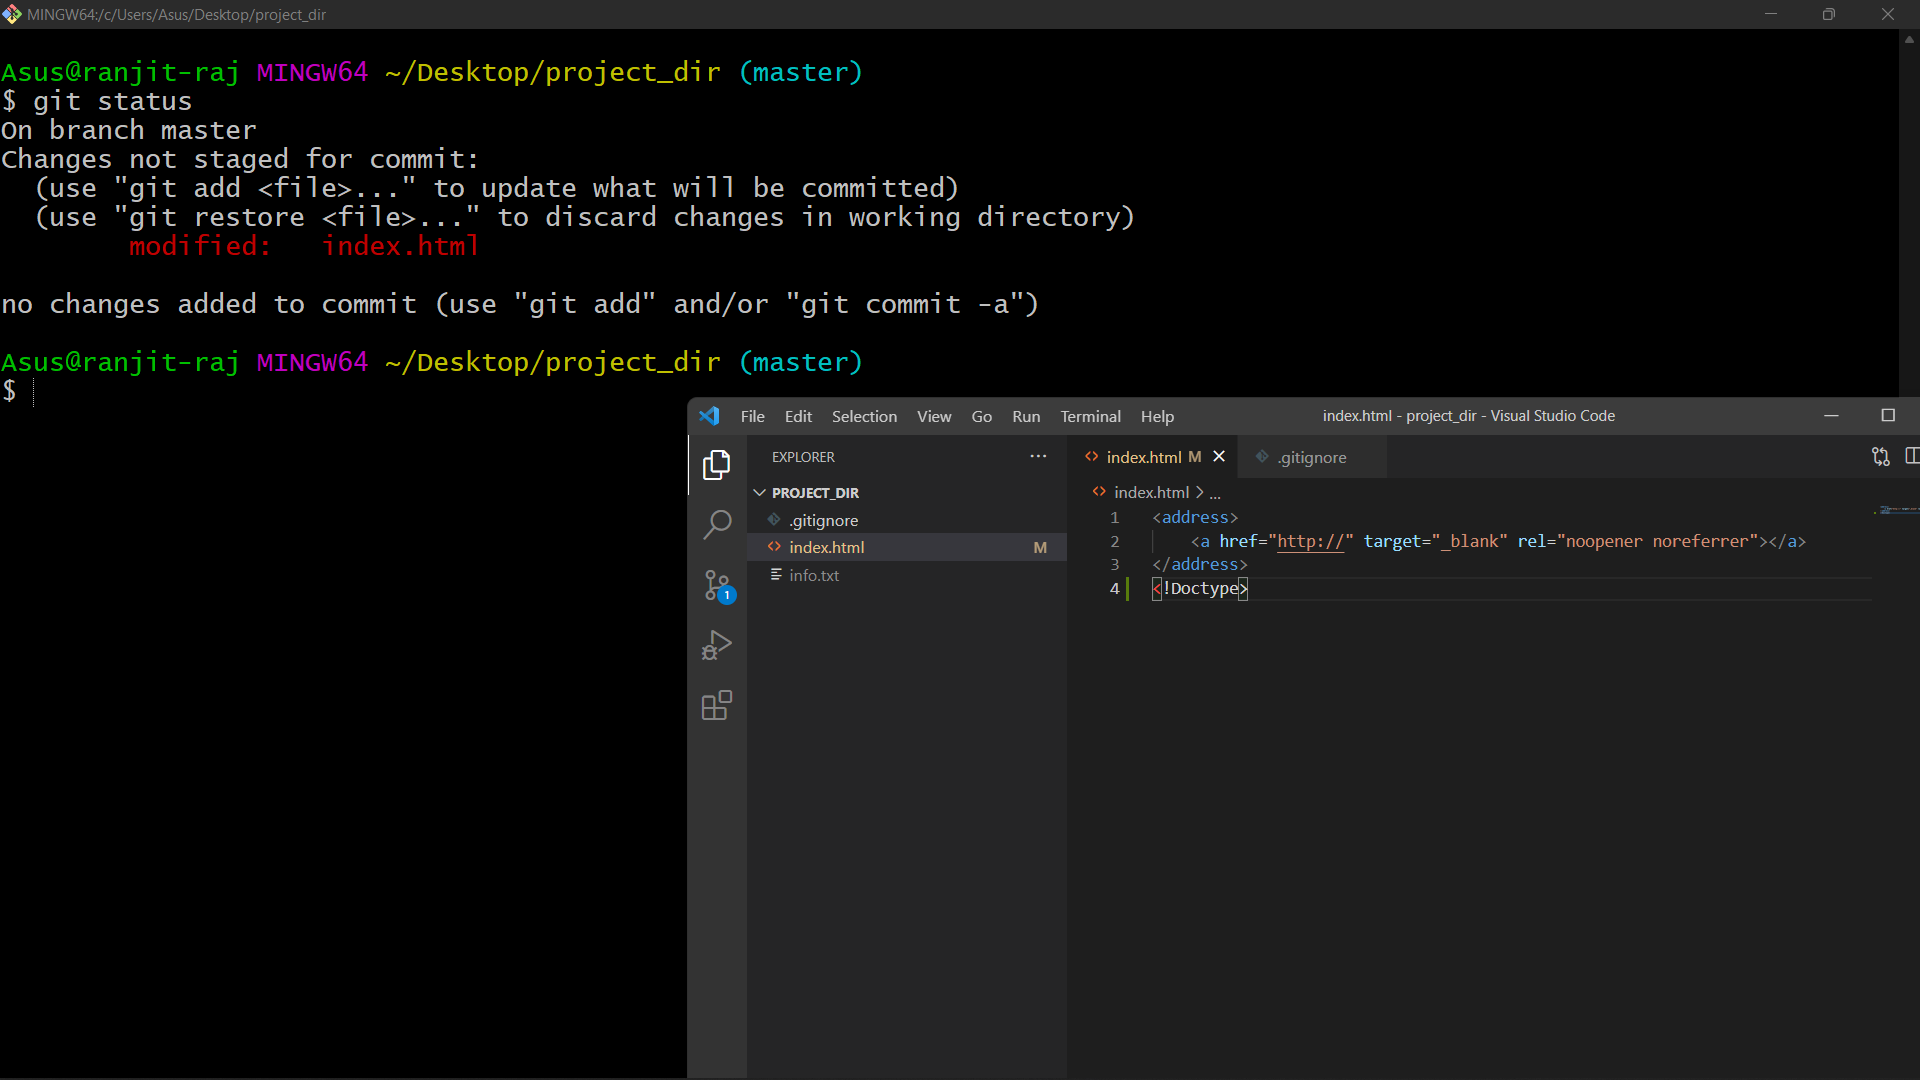 MINGW64:/c/Users/Asus/Desktop/project_dir
Asus@ranjit-raj MINGW64 ~/Desktop/project_dir (master)
$ git status
On branch master
Changes not staged for commit:
  (use "git add <file>..." to update what will be committed)
  (use "git restore <file>..." to discard changes in working directory)
        modified:   index.html
no changes added to commit (use "git add" and/or "git commit -a")
Asus@ranjit-raj MINGW64 ~/Desktop/project_dir (master)
$
File Edit Selection View Go Run Terminal Help index.html - project_dir - Visual Studio Code
EXPLORER ...
PROJECT_DIR
.gitignore
index.html M
info.txt
1
index.html M .gitignore
index.html > ...
1 <address>
2     <a href="http://" target="_blank" rel="noopener noreferrer"></a>
3 </address>
4 <!Doctype>